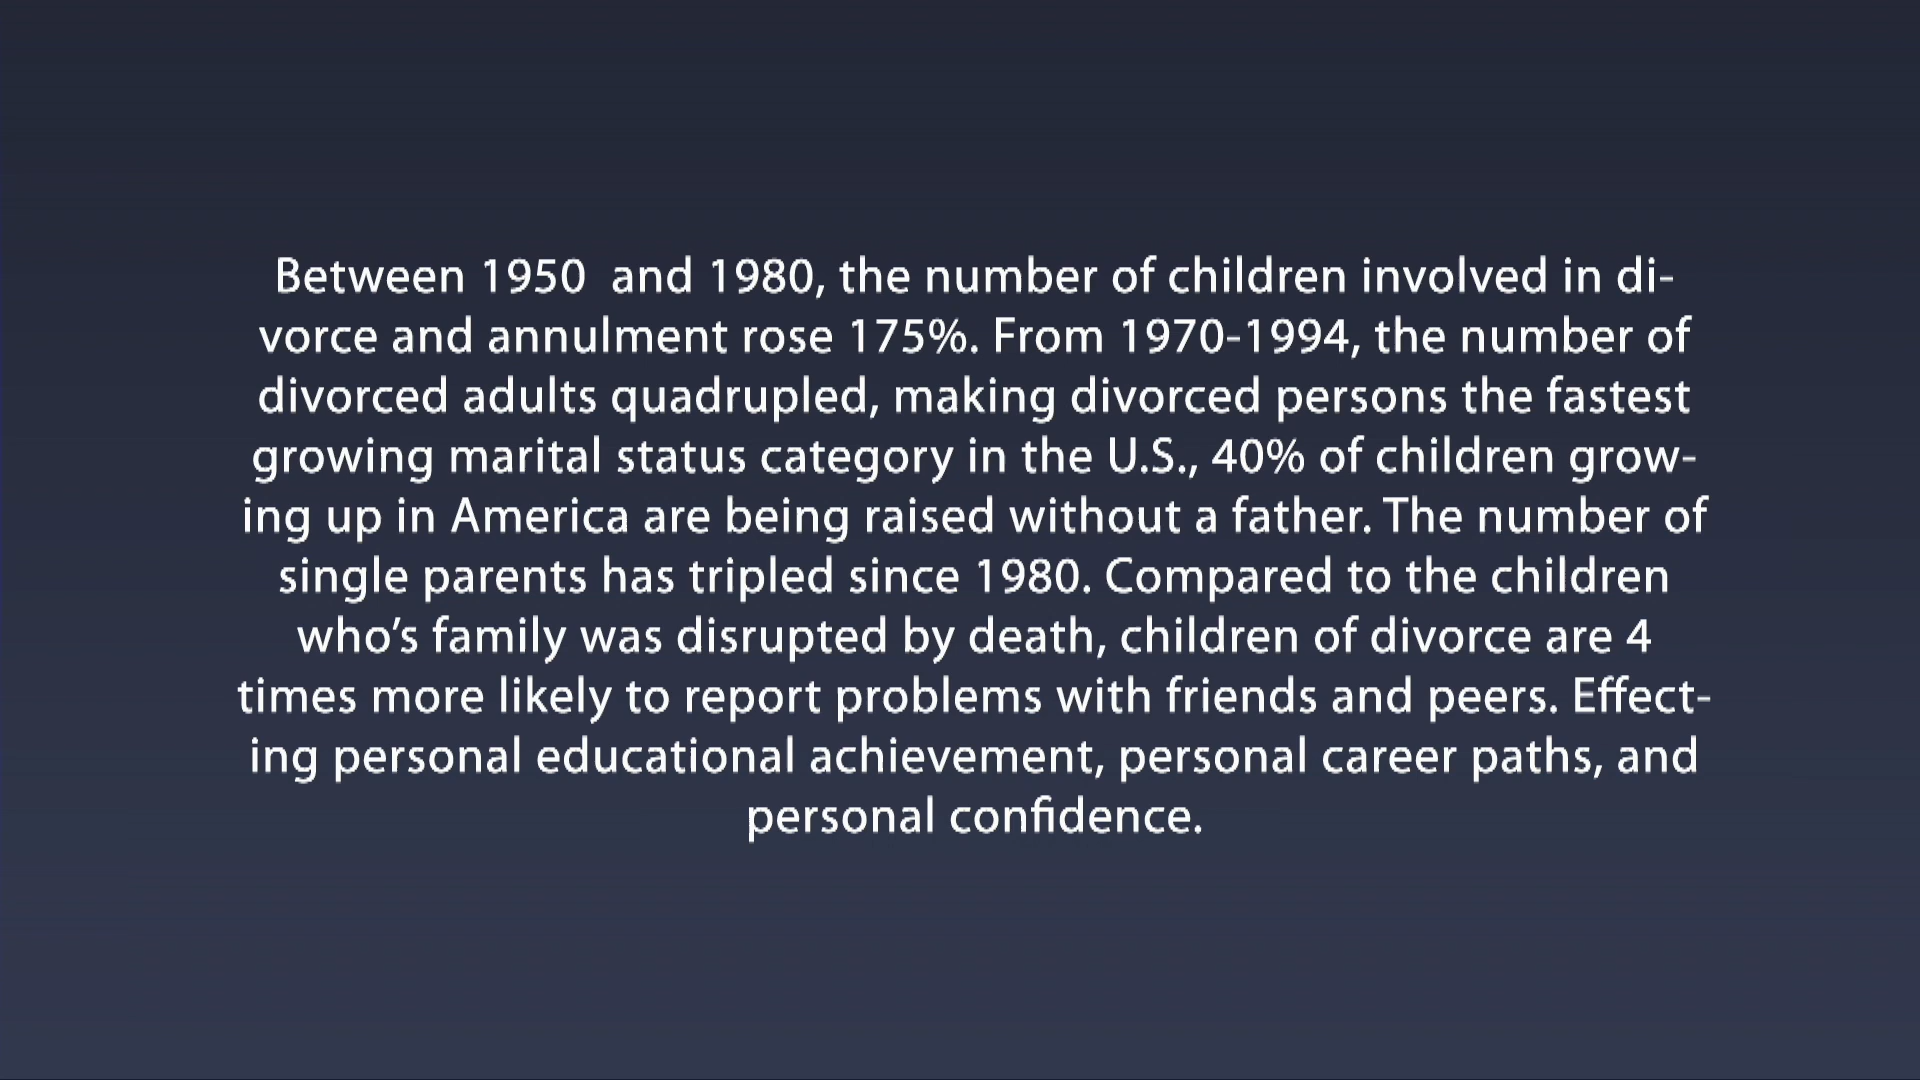 Between 1950  and 1980, the number of children involved in di-
vorce and annulment rose 175%. From 1970-1994, the number of
divorced adults quadrupled, making divorced persons the fastest
growing marital status category in the U.S., 40% of children grow-
ing up in America are being raised without a father. The number of
single parents has tripled since 1980. Compared to the children
who’s family was disrupted by death, children of divorce are 4
times more likely to report problems with friends and peers. Effect-
ing personal educational achievement, personal career paths, and
personal confidence.